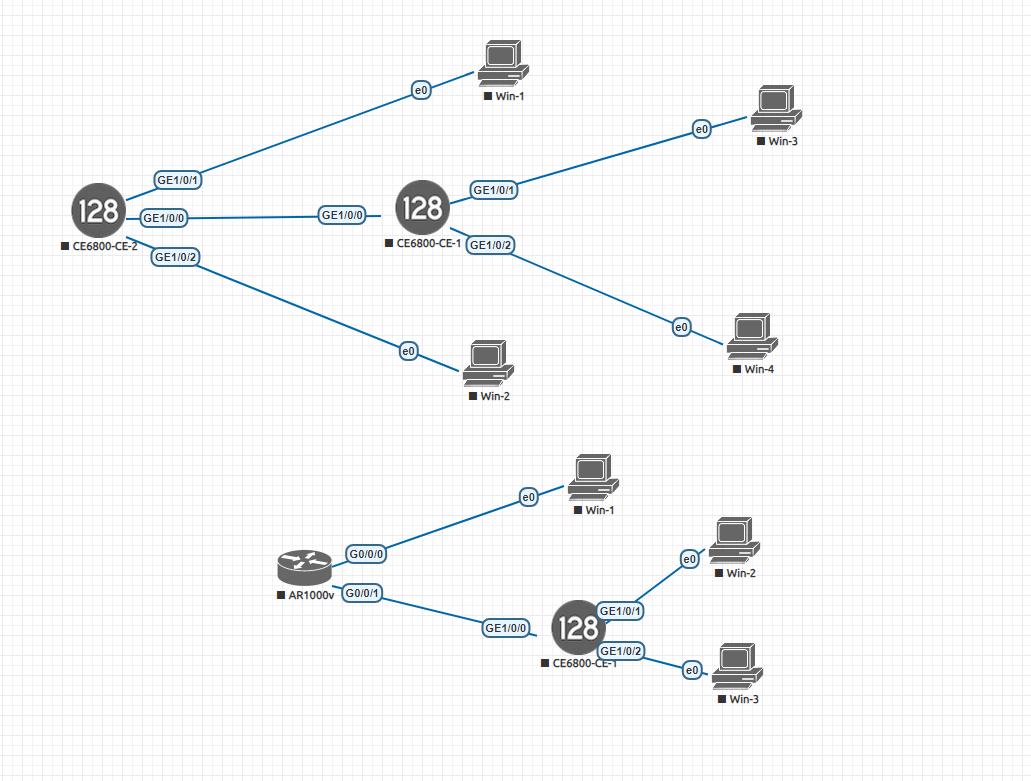 e0
Win-1
e0
Win-3
GE1/0/1
128
CE6800-CE-2
GE1/0/0
GE1/0/0
128
CE6800-CE-1
GE1/0/1
GE1/0/2
GE1/0/2
e0
Win-4
e0
Win-2
e0
Win-1
G0/0/0
AR1000v
G0/0/1
e0
Win-2
GE1/0/0
128
CE6800-CE-1
GE1/0/1
GE1/0/2
e0
Win-3